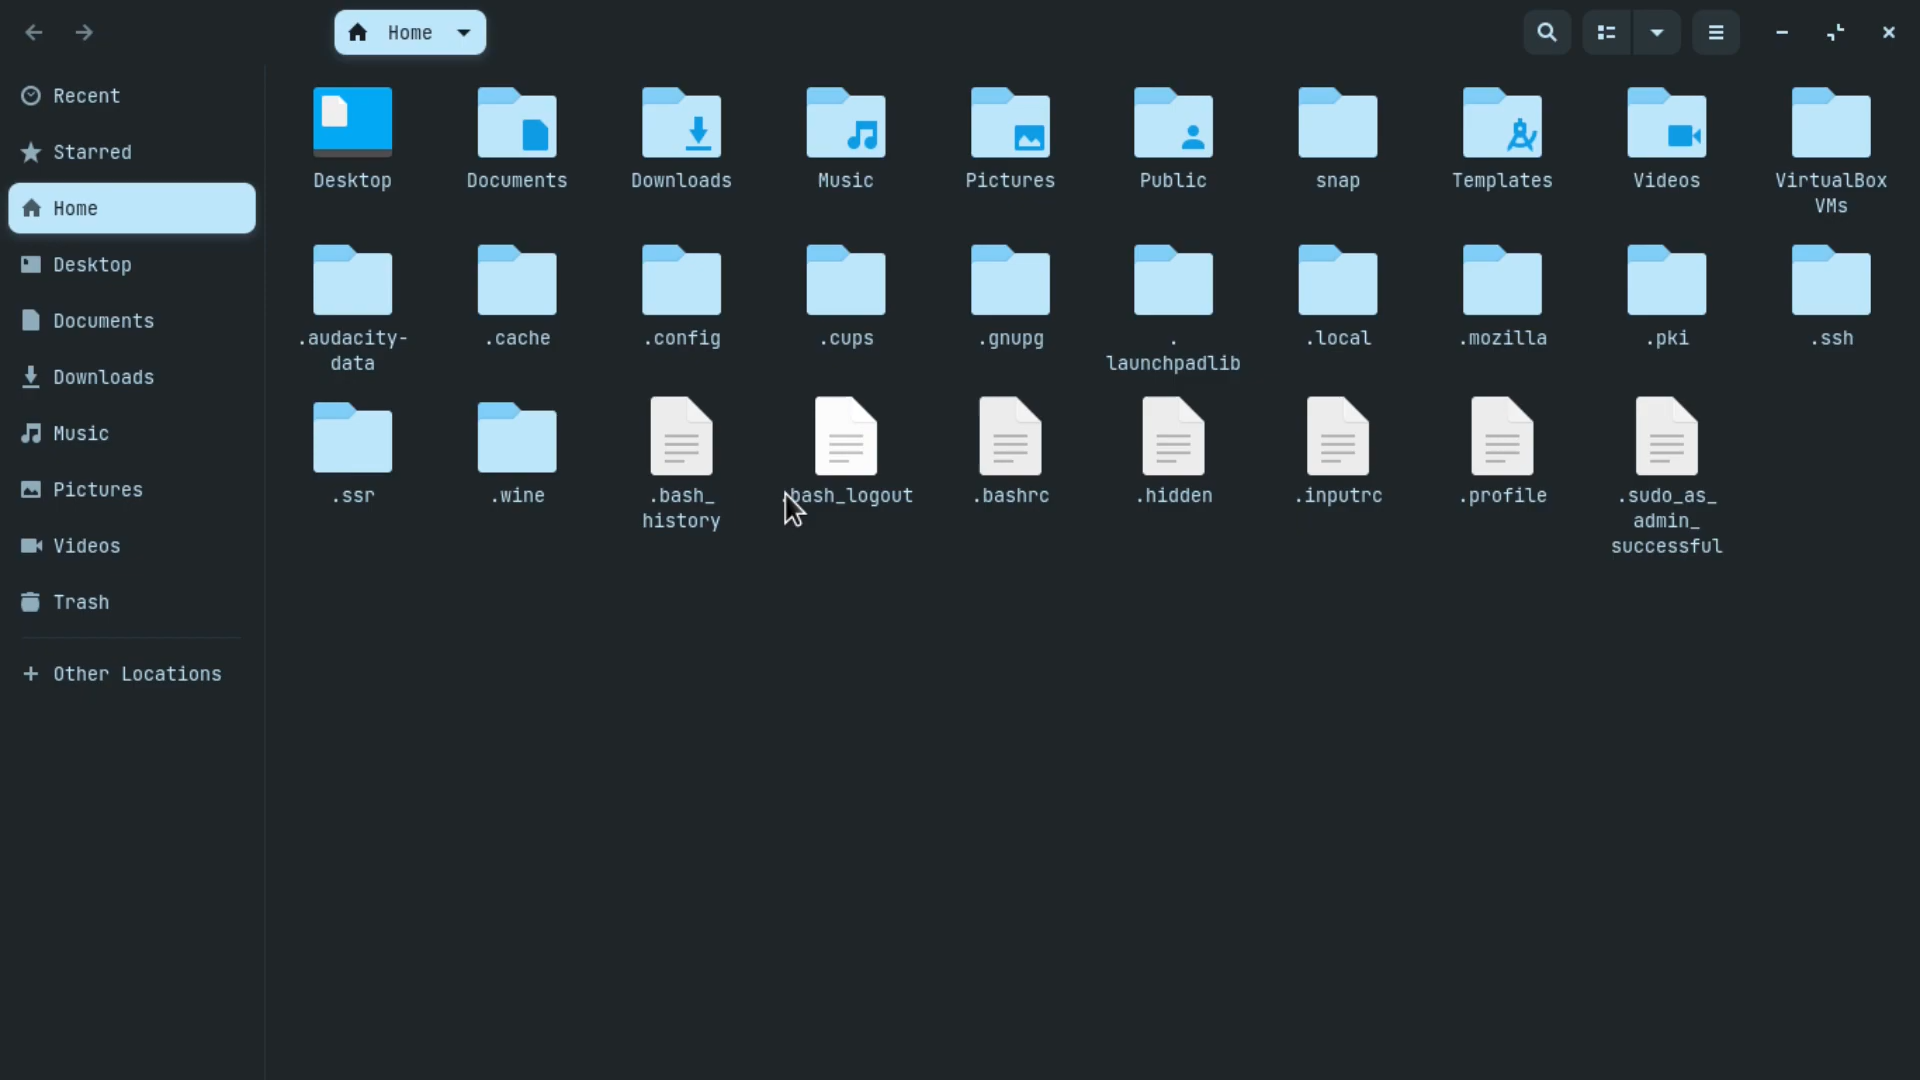 Home
Recent
Starred
Home
Desktop
Documents
Downloads
Music
Pictures
Videos
Trash
Other Locations
Desktop
Documents
Downloads
Music
Pictures
Public
snap
Templates
Videos
VirtualBox
VMs
.audacity-
data
.cache
.config
.cups
.gnupg
.
launchpadlib
.local
.mozilla
.pki
.ssh
.ssr
.wine
.bash_
history
.bash_logout
.bashrc
.hidden
.inputrc
.profile
.sudo_as_
admin_
successful